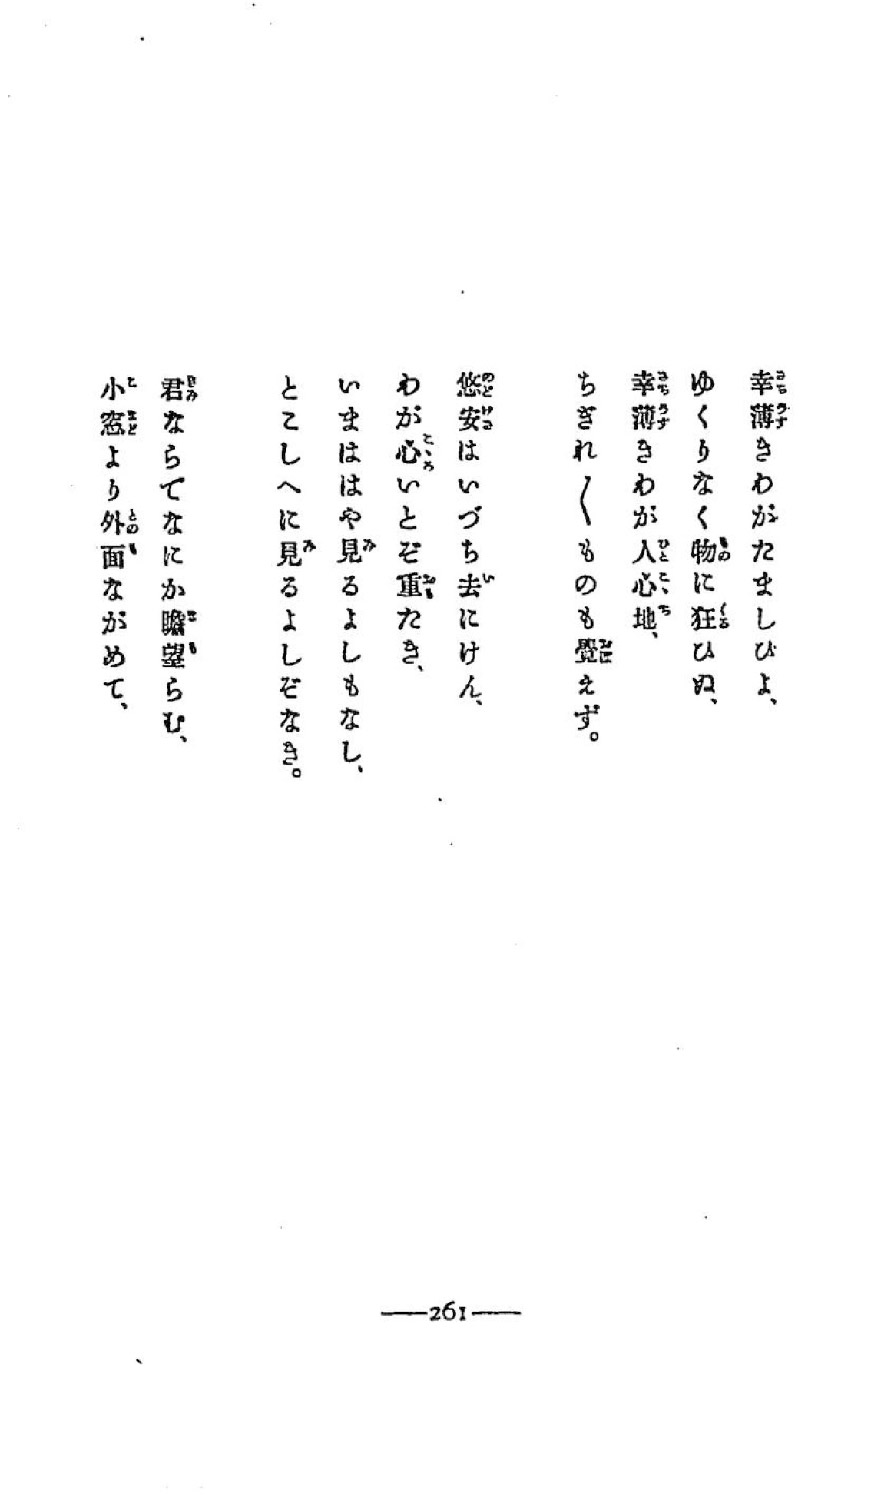 幸薄きわがたましひよ、
ゆくりなく物に狂ひぬ、
幸薄きわが人心地、
ちぎれ〱ものも覺えず。
悠安はいづち去にけん、
わが心いとぞ重たき、
いまははや見るよしもなし、
とこしへに見るよしぞなき。
君ならでなにか瞻望らむ、
小窓より外面ながめて、
261